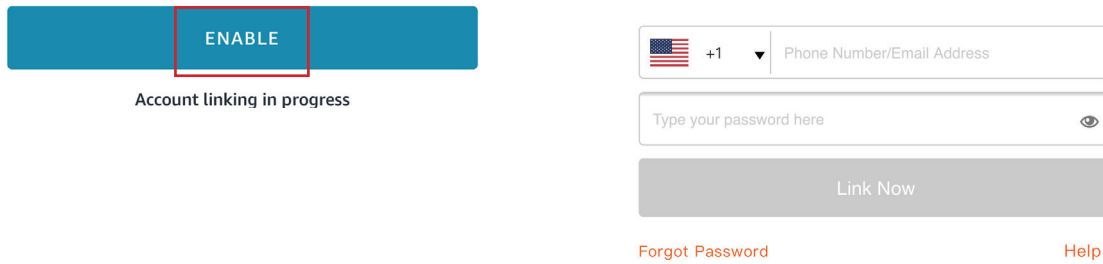 ENABLE
Account linking in progress
+1 Phone Number/Email Address
Type your password here
Link Now
Forgot Password
Help